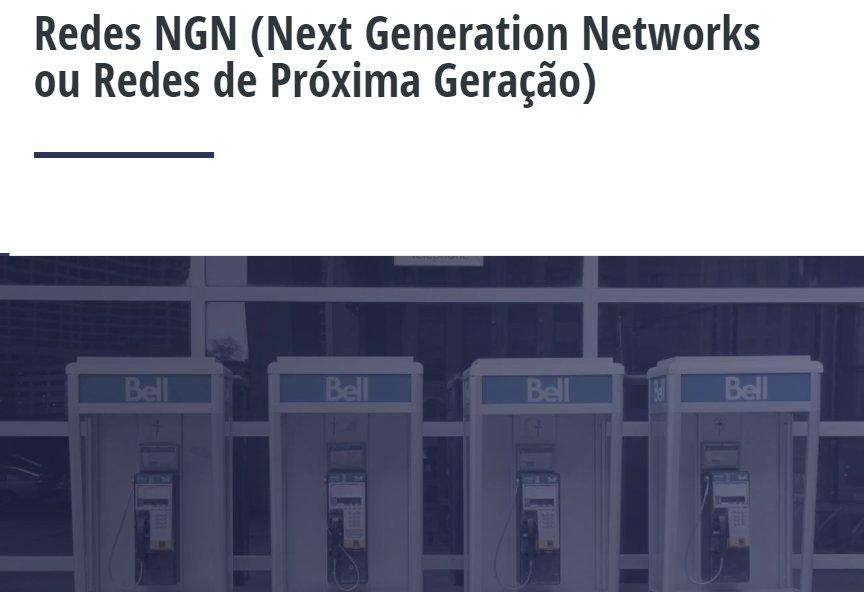 Redes NGN (Next Generation Networks
ou Redes de Próxima Geração)
Bell
Bell
Bell
Bell
Bell